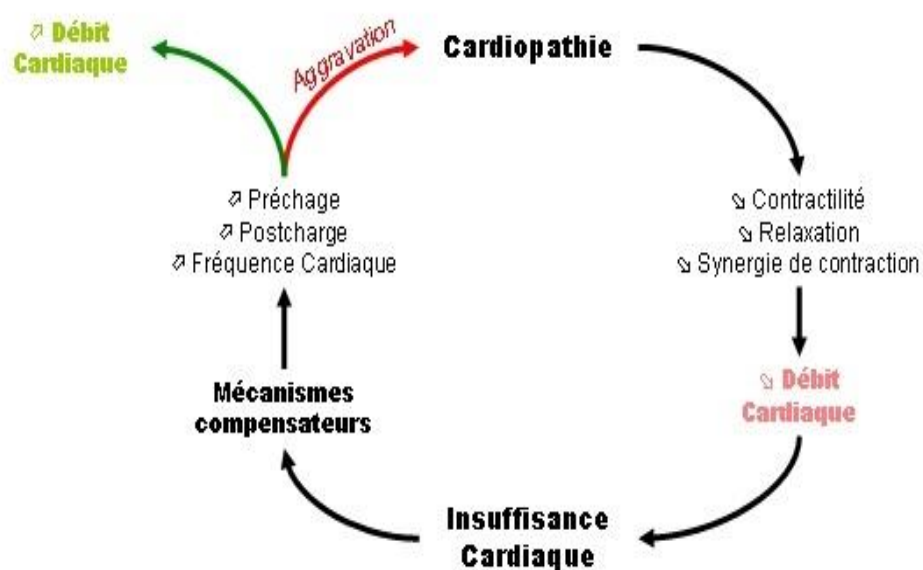 ⬀ Débit
Cardiaque
Aggravation
Cardiopathie
⬂ Contractilité
⬂ Relaxation
⬂ Synergie de contraction
⬂ Débit
Cardiaque
Insuffisance
Cardiaque
Mécanismes
compensateurs
⬀ Préchage
⬀ Postcharge
⬀ Fréquence Cardiaque